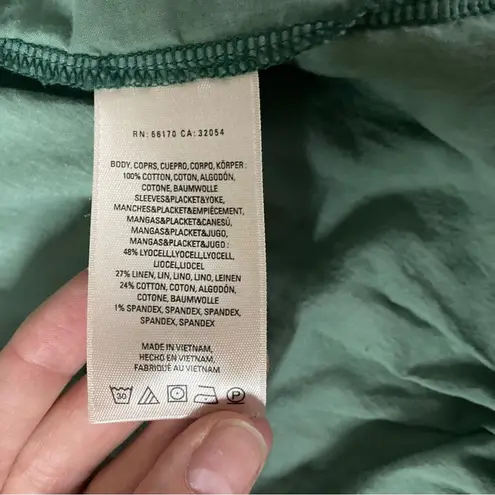 RN: 66170 CA: 32054
BODY, COPRS, CUEPRO, CORPO, KÖRPER :
100% COTTON, COTON, ALGODÓN,
COTONE, BAUMWOLLE
SLEEVES&PLACKET&YOKE,
MANCHES&PLACKET&EMPIÈCEMENT,
MANGAS&PLACKET&CANESÚ,
MANGAS&PLACKET&JUGO,
MANGAS&PLACKET&JUGO :
48% LYOCELL,LYOCELL,LYOCELL,
LIOCEL,LIOCEL
27% LINEN, LIN, LINO, LINO, LEINEN
24% COTTON, COTON, ALGODÓN,
COTONE, BAUMWOLLE
1% SPANDEX, SPANDEX, SPANDEX,
SPANDEX, SPANDEX
MADE IN VIETNAM,
HECHO EN VIETNAM,
FABRIQUÉ AU VIETNAM
30 P